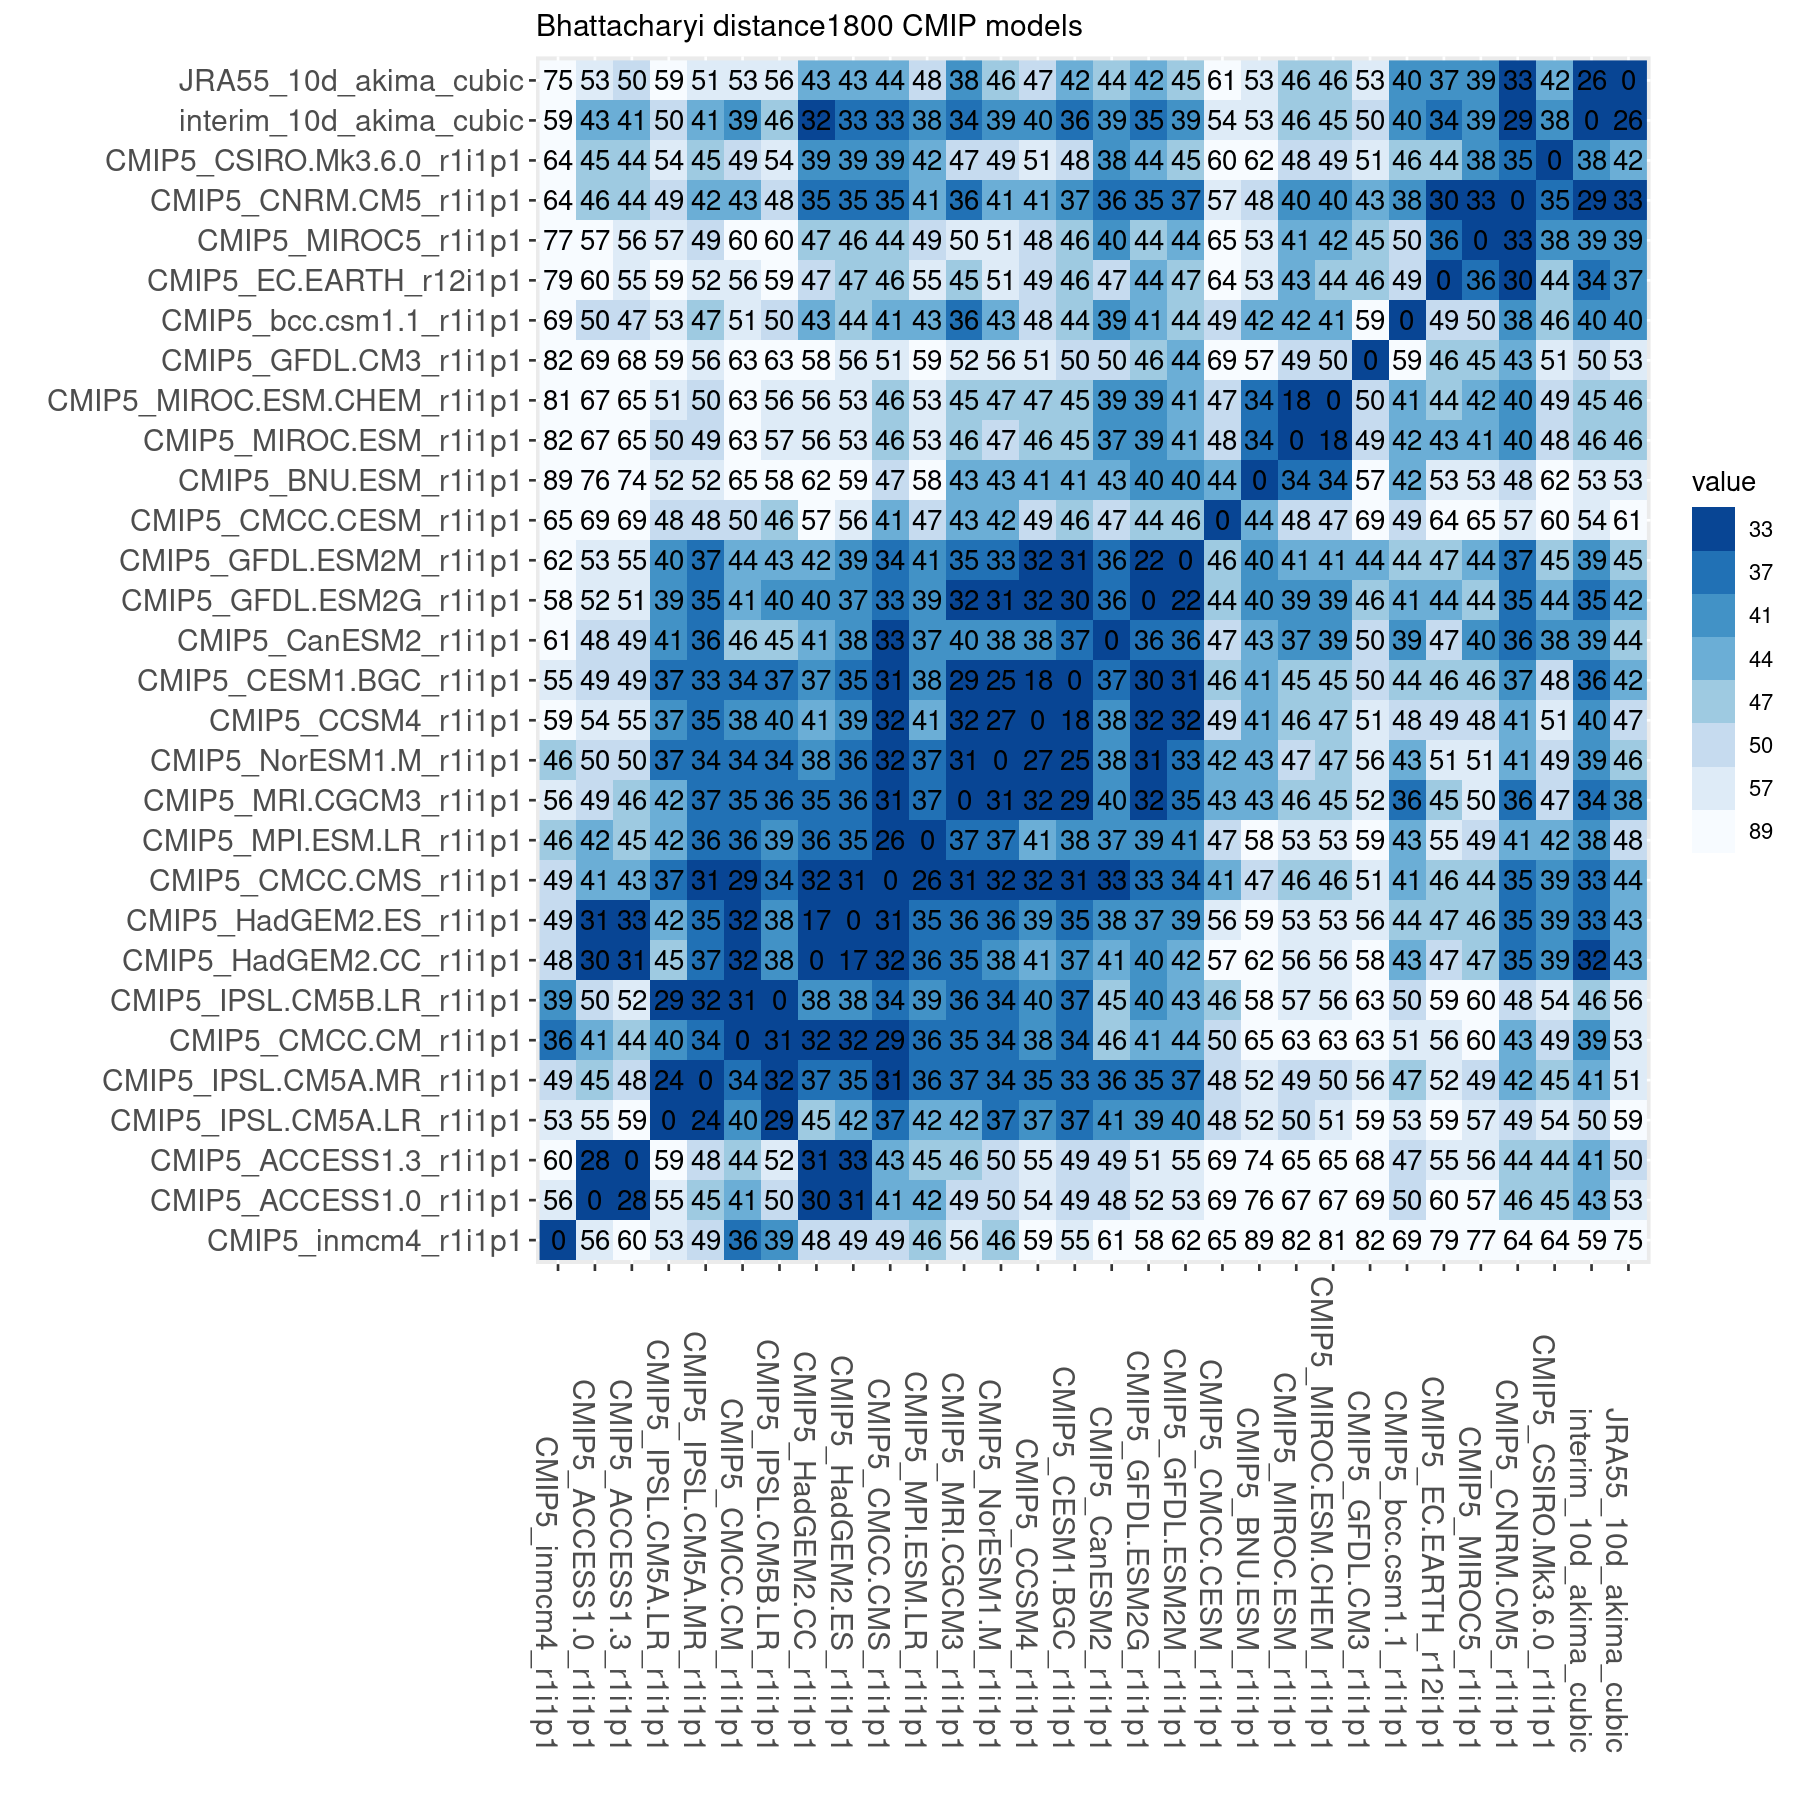 Bhattacharyi distance1800 CMIP models
JRA55_10d_akima_cubic 75 53 50 59 51 53 56 43 43 44 48 38 46 47 42 44 42 45 61 53 46 46 53 40 37 39 33 42 26 0
interim_10d_akima_cubic 59 43 41 50 41 39 46 32 33 33 38 34 39 40 36 39 35 39 54 53 46 45 50 40 34 39 29 38 0 26
CMIP5_CSIRO.Mk3.6.0_r1i1p1 64 45 44 54 45 49 54 39 39 39 42 47 49 51 48 38 44 45 60 62 48 49 51 46 44 38 35 0 38 42
CMIP5_CNRM.CM5_r1i1p1 64 46 44 49 42 43 48 35 35 35 41 36 41 41 37 36 35 37 57 48 40 40 43 38 30 33 0 35 29 33
CMIP5_MIROC5_r1i1p1 77 57 56 57 49 60 60 47 46 44 49 50 51 48 46 40 44 44 65 53 41 42 45 50 36 0 33 38 39 39
CMIP5_EC.EARTH_r12i1p1 79 60 55 59 52 56 59 47 47 46 55 45 51 49 46 47 44 47 64 53 43 44 46 49 0 36 30 44 34 37
CMIP5_bcc.csm1.1_r1i1p1 69 50 47 53 47 51 50 43 44 41 43 36 43 48 44 39 41 44 49 42 42 41 59 0 49 50 38 46 40 40
CMIP5_GFDL.CM3_r1i1p1 82 69 68 59 56 63 63 58 56 51 59 52 56 51 50 50 46 44 69 57 49 50 0 59 46 45 43 51 50 53
CMIP5_MIROC.ESM.CHEM_r1i1p1 81 67 65 51 50 63 56 56 53 46 53 45 47 47 45 39 39 41 47 34 18 0 50 41 44 42 40 49 45 46
CMIP5_MIROC.ESM_r1i1p1 82 67 65 50 49 63 57 56 53 46 53 46 47 46 45 37 39 41 48 34 0 18 49 42 43 41 40 48 46 46
CMIP5_BNU.ESM_r1i1p1 89 76 74 52 52 65 58 62 59 47 58 43 43 41 41 43 40 40 44 0 34 34 57 42 53 53 48 62 53 53
CMIP5_CMCC.CESM_r1i1p1 65 69 69 48 48 50 46 57 56 41 47 43 42 49 46 47 44 46 0 44 48 47 69 49 64 65 57 60 54 61
CMIP5_GFDL.ESM2M_r1i1p1 62 53 55 40 37 44 43 42 39 34 41 35 33 32 31 36 22 0 46 40 41 41 44 44 47 44 37 45 39 45
CMIP5_GFDL.ESM2G_r1i1p1 58 52 51 39 35 41 40 40 37 33 39 32 31 32 30 36 0 22 44 40 39 39 46 41 44 44 35 44 35 42
CMIP5_CanESM2_r1i1p1 61 48 49 41 36 46 45 41 38 33 37 40 38 38 37 0 36 36 47 43 37 39 50 39 47 40 36 38 39 44
CMIP5_CESM1.BGC_r1i1p1 55 49 49 37 33 34 37 37 35 31 38 29 25 18 0 37 30 31 46 41 45 45 50 44 46 46 37 48 36 42
CMIP5_CCSM4_r1i1p1 59 54 55 37 35 38 40 41 39 32 41 32 27 0 18 38 32 32 49 41 46 47 51 48 49 48 41 51 40 47
CMIP5_NorESM1.M_r1i1p1 46 50 50 37 34 34 34 38 36 32 37 31 0 27 25 38 31 33 42 43 47 47 56 43 51 51 41 49 39 46
CMIP5_MRI.CGCM3_r1i1p1 56 49 46 42 37 35 36 35 36 31 37 0 31 32 29 40 32 35 43 43 46 45 52 36 45 50 36 47 34 38
CMIP5_MPI.ESM.LR_r1i1p1 46 42 45 42 36 36 39 36 35 26 0 37 37 41 38 37 39 41 47 58 53 53 59 43 55 49 41 42 38 48
CMIP5_CMCC.CMS_r1i1p1 49 41 43 37 31 29 34 32 31 0 26 31 32 32 31 33 33 34 41 47 46 46 51 41 46 44 35 39 33 44
CMIP5_HadGEM2.ES_r1i1p1 49 31 33 42 35 32 38 17 0 31 35 36 36 39 35 38 37 39 56 59 53 53 56 44 47 46 35 39 33 43
CMIP5_HadGEM2.CC_r1i1p1 48 30 31 45 37 32 38 0 17 32 36 35 38 41 37 41 40 42 57 62 56 56 58 43 47 47 35 39 32 43
CMIP5_IPSL.CM5B.LR_r1i1p1 39 50 52 29 32 31 0 38 38 34 39 36 34 40 37 45 40 43 46 58 57 56 63 50 59 60 48 54 46 56
CMIP5_CMCC.CM_r1i1p1 36 41 44 40 34 0 31 32 32 29 36 35 34 38 34 46 41 44 50 65 63 63 63 51 56 60 43 49 39 53
CMIP5_IPSL.CM5A.MR_r1i1p1 49 45 48 24 0 34 32 37 35 31 36 37 34 35 33 36 35 37 48 52 49 50 56 47 52 49 42 45 41 51
CMIP5_IPSL.CM5A.LR_r1i1p1 53 55 59 0 24 40 29 45 42 37 42 42 37 37 37 41 39 40 48 52 50 51 59 53 59 57 49 54 50 59
CMIP5_ACCESS1.3_r1i1p1 60 28 0 59 48 44 52 31 33 43 45 46 50 55 49 49 51 55 69 74 65 65 68 47 55 56 44 44 41 50
CMIP5_ACCESS1.0_r1i1p1 56 0 28 55 45 41 50 30 31 41 42 49 50 54 49 48 52 53 69 76 67 67 69 50 60 57 46 45 43 53
CMIP5_inmcm4_r1i1p1 0 56 60 53 49 36 39 48 49 49 46 56 46 59 55 61 58 62 65 89 82 81 82 69 79 77 64 64 59 75
CMIP5_inmcm4_r1i1p1
CMIP5_ACCESS1.0_r1i1p1
CMIP5_ACCESS1.3_r1i1p1
CMIP5_IPSL.CM5A.LR_r1i1p1
CMIP5_IPSL.CM5A.MR_r1i1p1
CMIP5_CMCC.CM_r1i1p1
CMIP5_IPSL.CM5B.LR_r1i1p1
CMIP5_HadGEM2.CC_r1i1p1
CMIP5_HadGEM2.ES_r1i1p1
CMIP5_CMCC.CMS_r1i1p1
CMIP5_MPI.ESM.LR_r1i1p1
CMIP5_MRI.CGCM3_r1i1p1
CMIP5_NorESM1.M_r1i1p1
CMIP5_CCSM4_r1i1p1
CMIP5_CESM1.BGC_r1i1p1
CMIP5_CanESM2_r1i1p1
CMIP5_GFDL.ESM2G_r1i1p1
CMIP5_GFDL.ESM2M_r1i1p1
CMIP5_CMCC.CESM_r1i1p1
CMIP5_BNU.ESM_r1i1p1
CMIP5_MIROC.ESM_r1i1p1
CMIP5_MIROC.ESM.CHEM_r1i1p1
CMIP5_GFDL.CM3_r1i1p1
CMIP5_bcc.csm1.1_r1i1p1
CMIP5_EC.EARTH_r12i1p1
CMIP5_MIROC5_r1i1p1
CMIP5_CNRM.CM5_r1i1p1
CMIP5_CSIRO.Mk3.6.0_r1i1p1
interim_10d_akima_cubic
JRA55_10d_akima_cubic
value
33
37
41
44
47
50
57
89